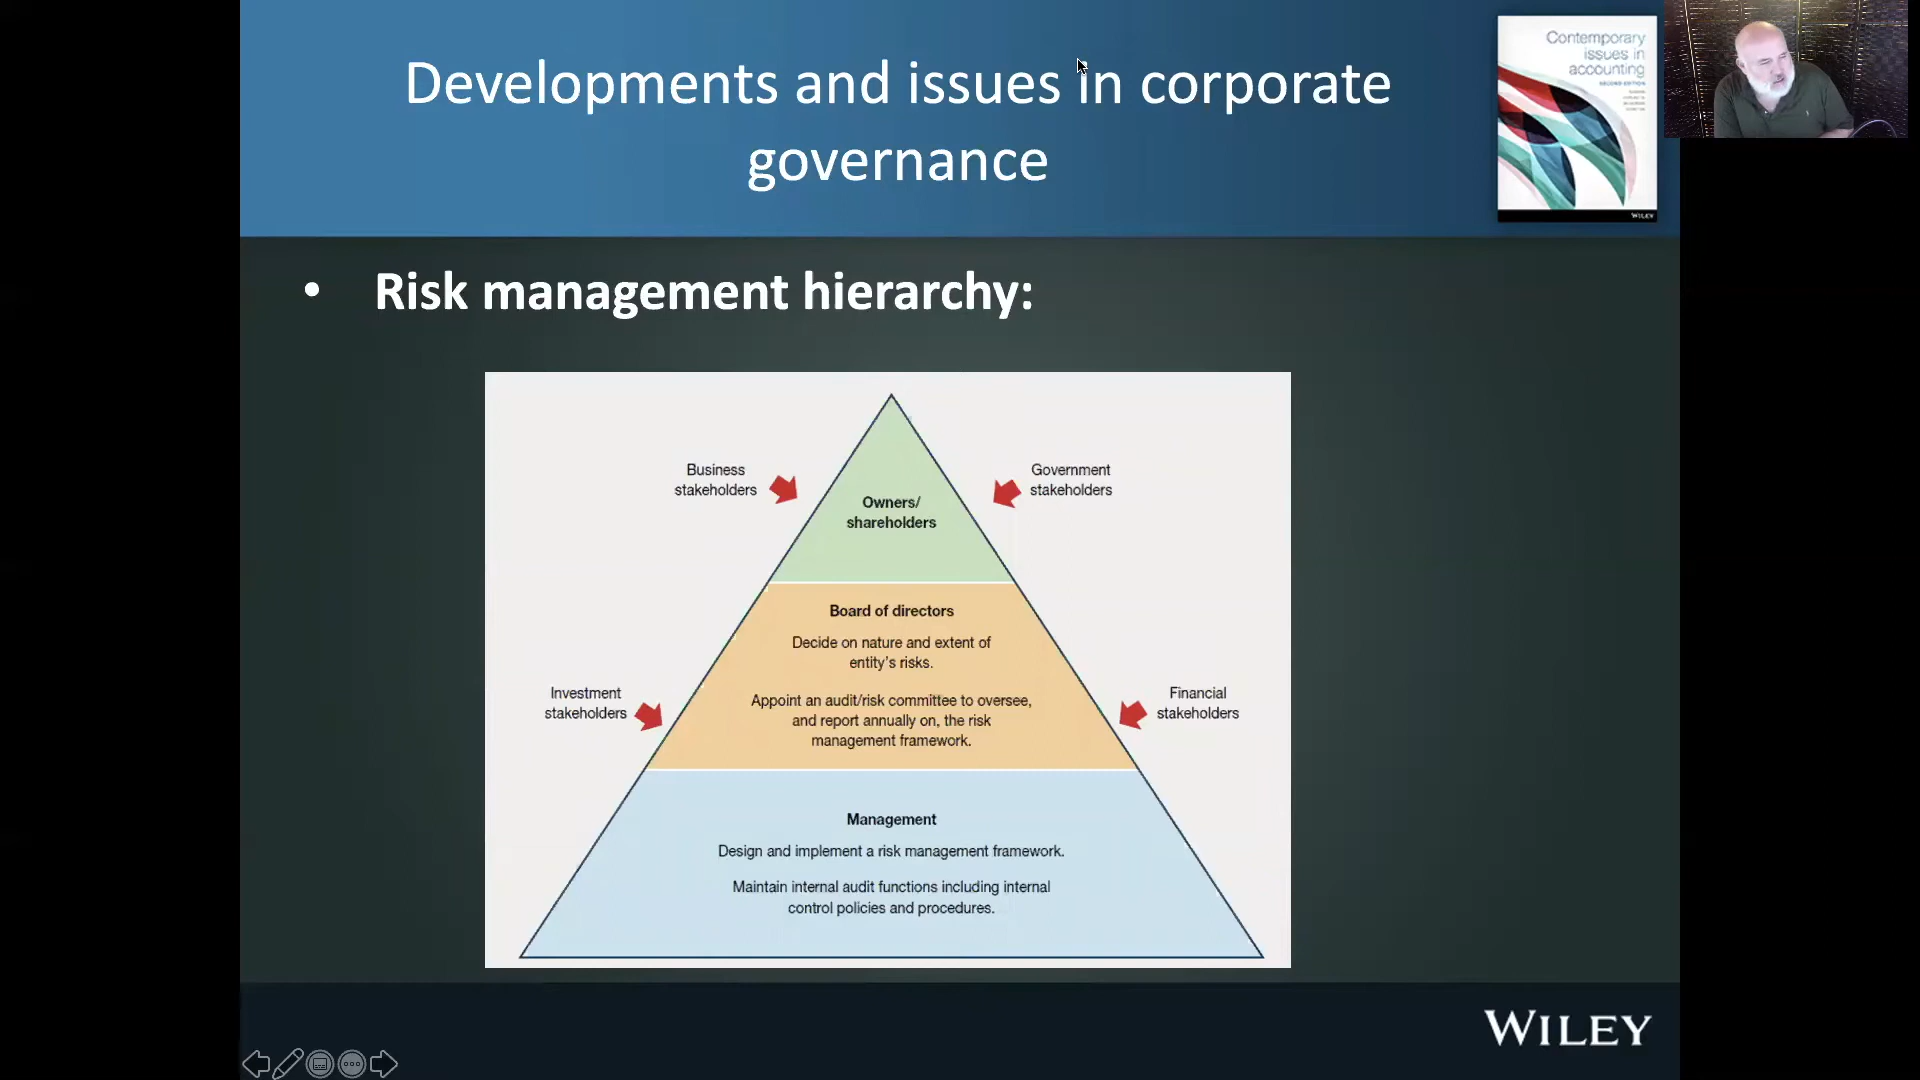 Developments and issues in corporate
governance
Contemporary
issues in
accounting
SECOND EDITION
WILEY
• Risk management hierarchy:
Business
stakeholders
Government
stakeholders
Owners/
shareholders
Board of directors
Decide on nature and extent of
entity's risks.
Appoint an audit/risk committee to oversee,
and report annually on, the risk
management framework.
Investment
stakeholders
Financial
stakeholders
Management
Design and implement a risk management framework.
Maintain internal audit functions including internal
control policies and procedures.
WILEY